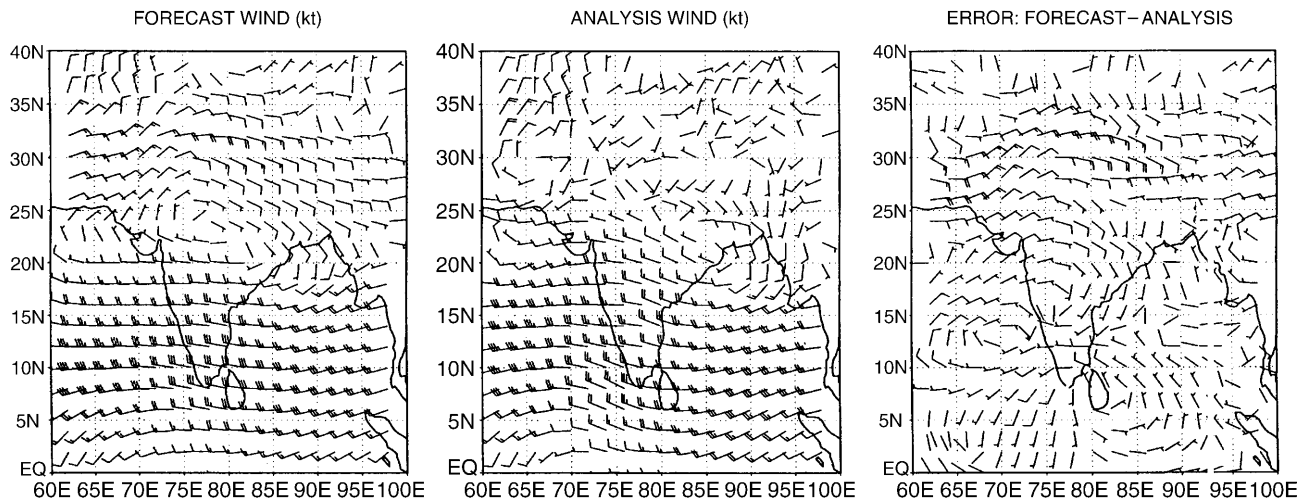 FORECAST WIND (kt)
ANALYSIS WIND (kt)
ERROR: FORECAST–ANALYSIS
40N
35N
30N
25N
20N
15N
10N
5N
EQ
60E 65E 70E 75E 80E 85E 90E 95E 100E
40N
35N
30N
25N
20N
15N
10N
5N
EQ
60E 65E 70E 75E 80E 85E 90E 95E 100E
40N
35N
30N
25N
20N
15N
10N
5N
EQ
60E 65E 70E 75E 80E 85E 90E 95E 100E